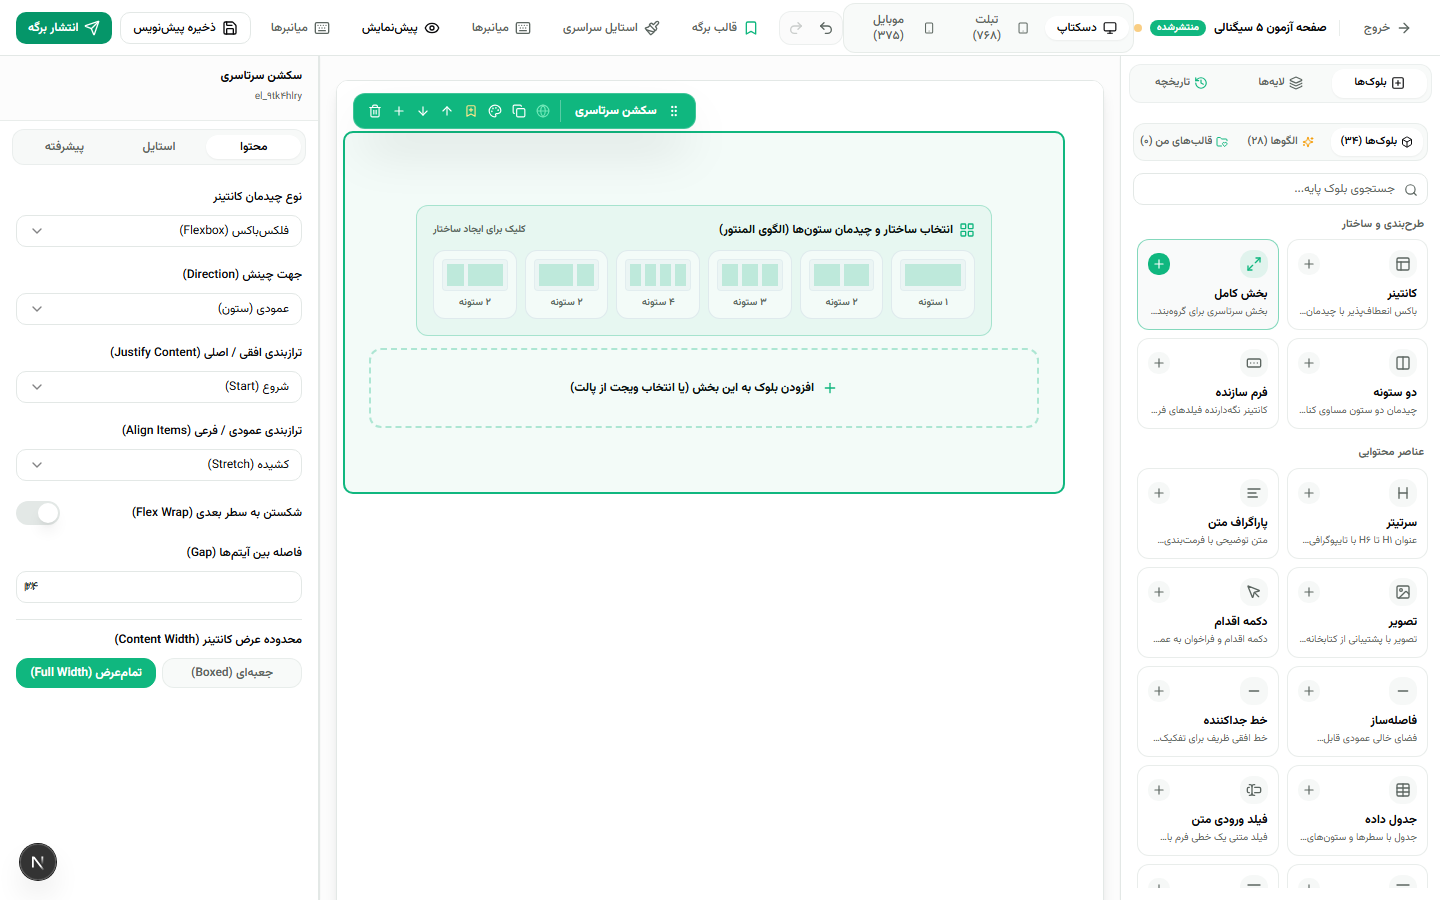 خروج
صفحه آزمون ۵ سیگنالی
منتشرشده
دسکتاپ
تبلت (۷۶۸)
موبایل (۳۷۵)
قالب برگه
استایل سراسری
میانبرها
پیش‌نمایش
میانبرها
ذخیره پیش‌نویس
انتشار برگه
بلوک‌ها
لایه‌ها
تاریخچه
بلوک‌ها (۳۴)
الگوها (۲۸)
قالب‌های من (۰)
جستجوی بلوک پایه...
طرح‌بندی و ساختار
کانتینر
باکس انعطاف‌پذیر با چیدمان...
بخش کامل
بخش سرتاسری برای گروه‌بند...
دو ستونه
چیدمان دو ستون مساوی کنا...
فرم سازنده
کانتینر نگه‌دارنده فیلدهای فر...
عناصر محتوایی
سرتیتر
عنوان H۱ تا H۶ با تایپوگرافی...
پاراگراف متن
متن توضیحی با فرمت‌بندی...
تصویر
تصویر با پشتیبانی از کتابخانه...
دکمه اقدام
دکمه اقدام و فراخوان به عمـ...
فاصله‌ساز
فضای خالی عمودی قابل...
خط جداکننده
خط افقی ظریف برای تفکیک...
جدول داده
جدول با سطرها و ستون‌های...
فیلد ورودی متن
فیلد متنی یک خطی فرم با...
سکشن سرتاسری
انتخاب ساختار و چیدمان ستون‌ها (الگوی المنتور)
کلیک برای ایجاد ساختار
۱ ستونه
۲ ستونه
۳ ستونه
۴ ستونه
۲ ستونه
۲ ستونه
افزودن بلوک به این بخش (یا انتخاب ویجت از پالت)
سکشن سرتاسری
el_۹tk۴hlry
محتوا
استایل
پیشرفته
نوع چیدمان کانتینر
فلکس‌باکس (Flexbox)
جهت چینش (Direction)
عمودی (ستون)
ترازبندی افقی / اصلی (Justify Content)
شروع (Start)
ترازبندی عمودی / فرعی (Align Items)
کشیده (Stretch)
شکستن به سطر بعدی (Flex Wrap)
فاصله بین آیتم‌ها (Gap)
محدوده عرض کانتینر (Content Width)
جعبه‌ای (Boxed)
تمام‌عرض (Full Width)
N